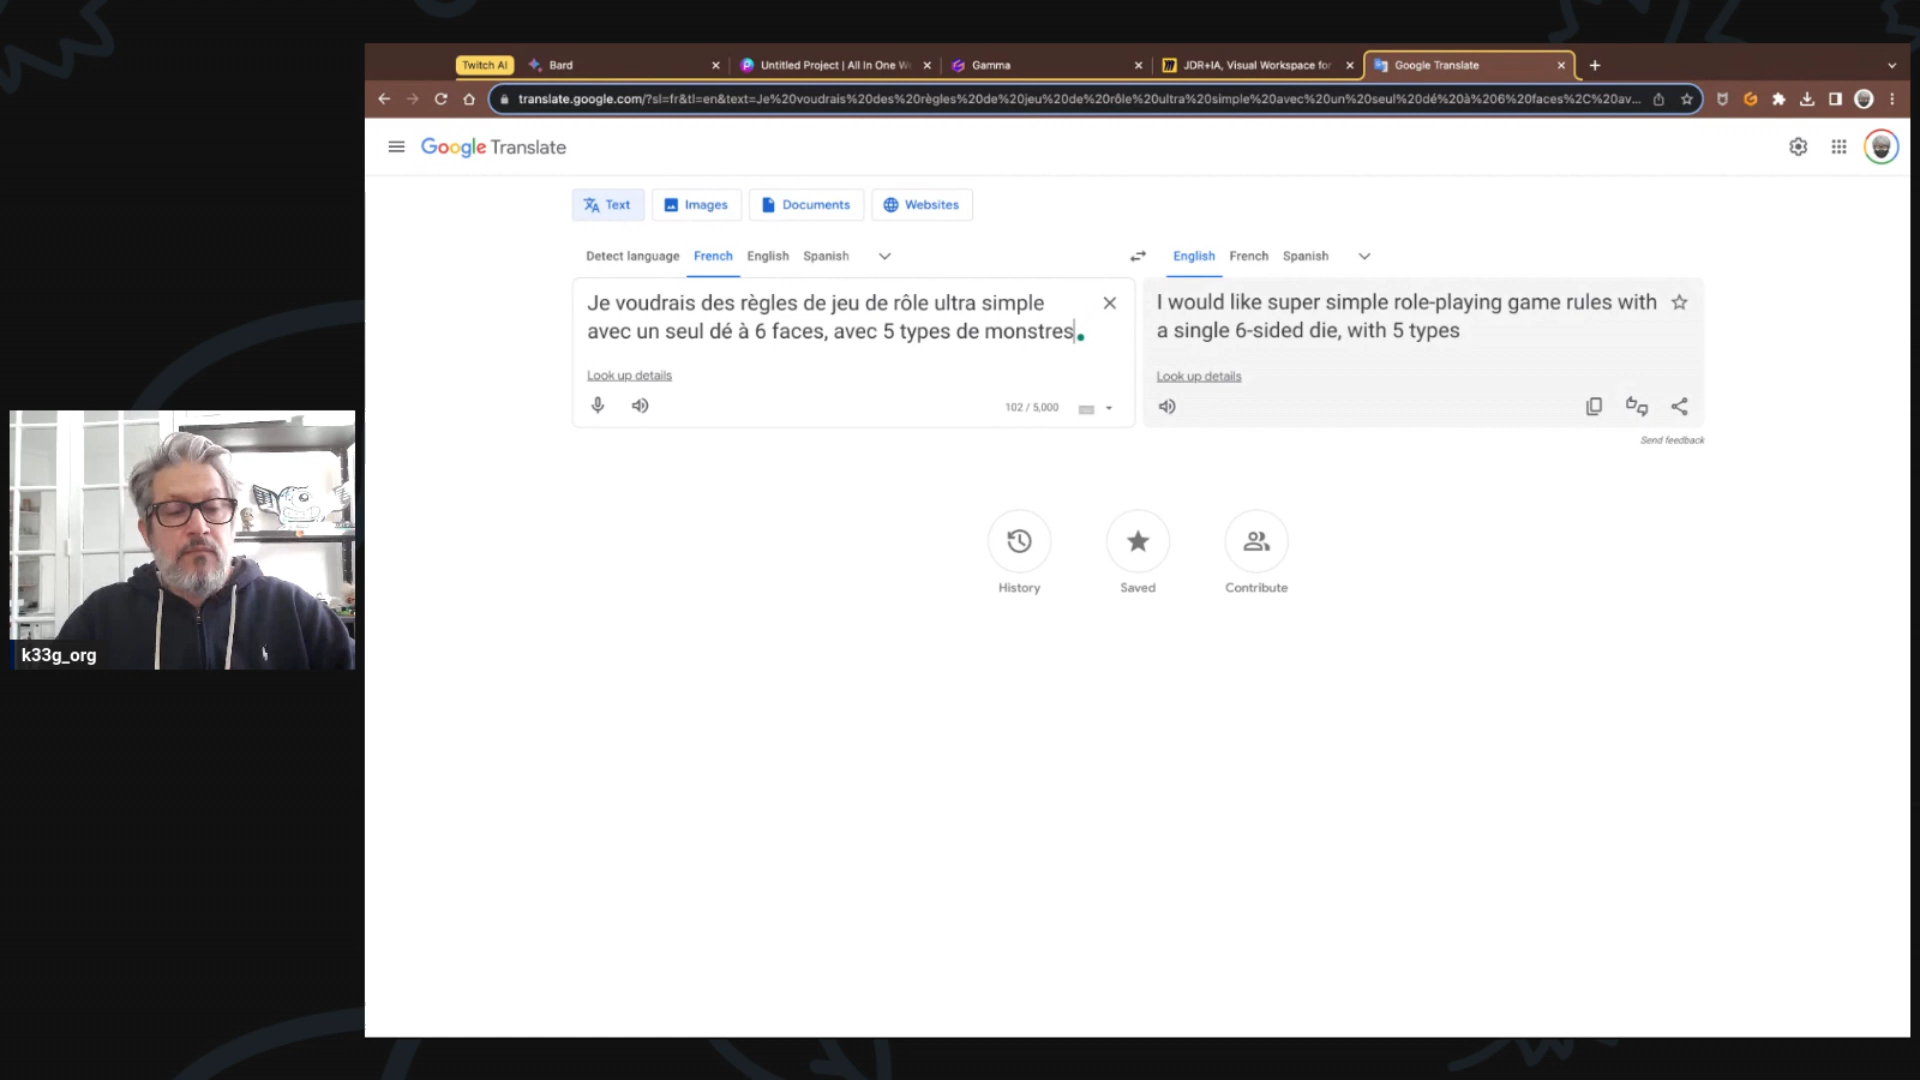 Twitch AI
Bard
Untitled Project | All In One W
Gamma
JDR+IA, Visual Workspace for
Google Translate
translate.google.com/?sl=fr&tl=en&text=Je%20voudrais%20des%20règles%20de%20jeu%20de%20rôle%20ultra%20simple%20avec%20un%20seul%20dé%20à%206%20faces%2C%20av...
Google Translate
Text
Images
Documents
Websites
Detect language
French
English
Spanish
English
French
Spanish
Je voudrais des règles de jeu de rôle ultra simple
avec un seul dé à 6 faces, avec 5 types de monstres
Look up details
102 / 5,000
I would like super simple role-playing game rules with
a single 6-sided die, with 5 types
Look up details
Send feedback
History
Saved
Contribute
k33g_org